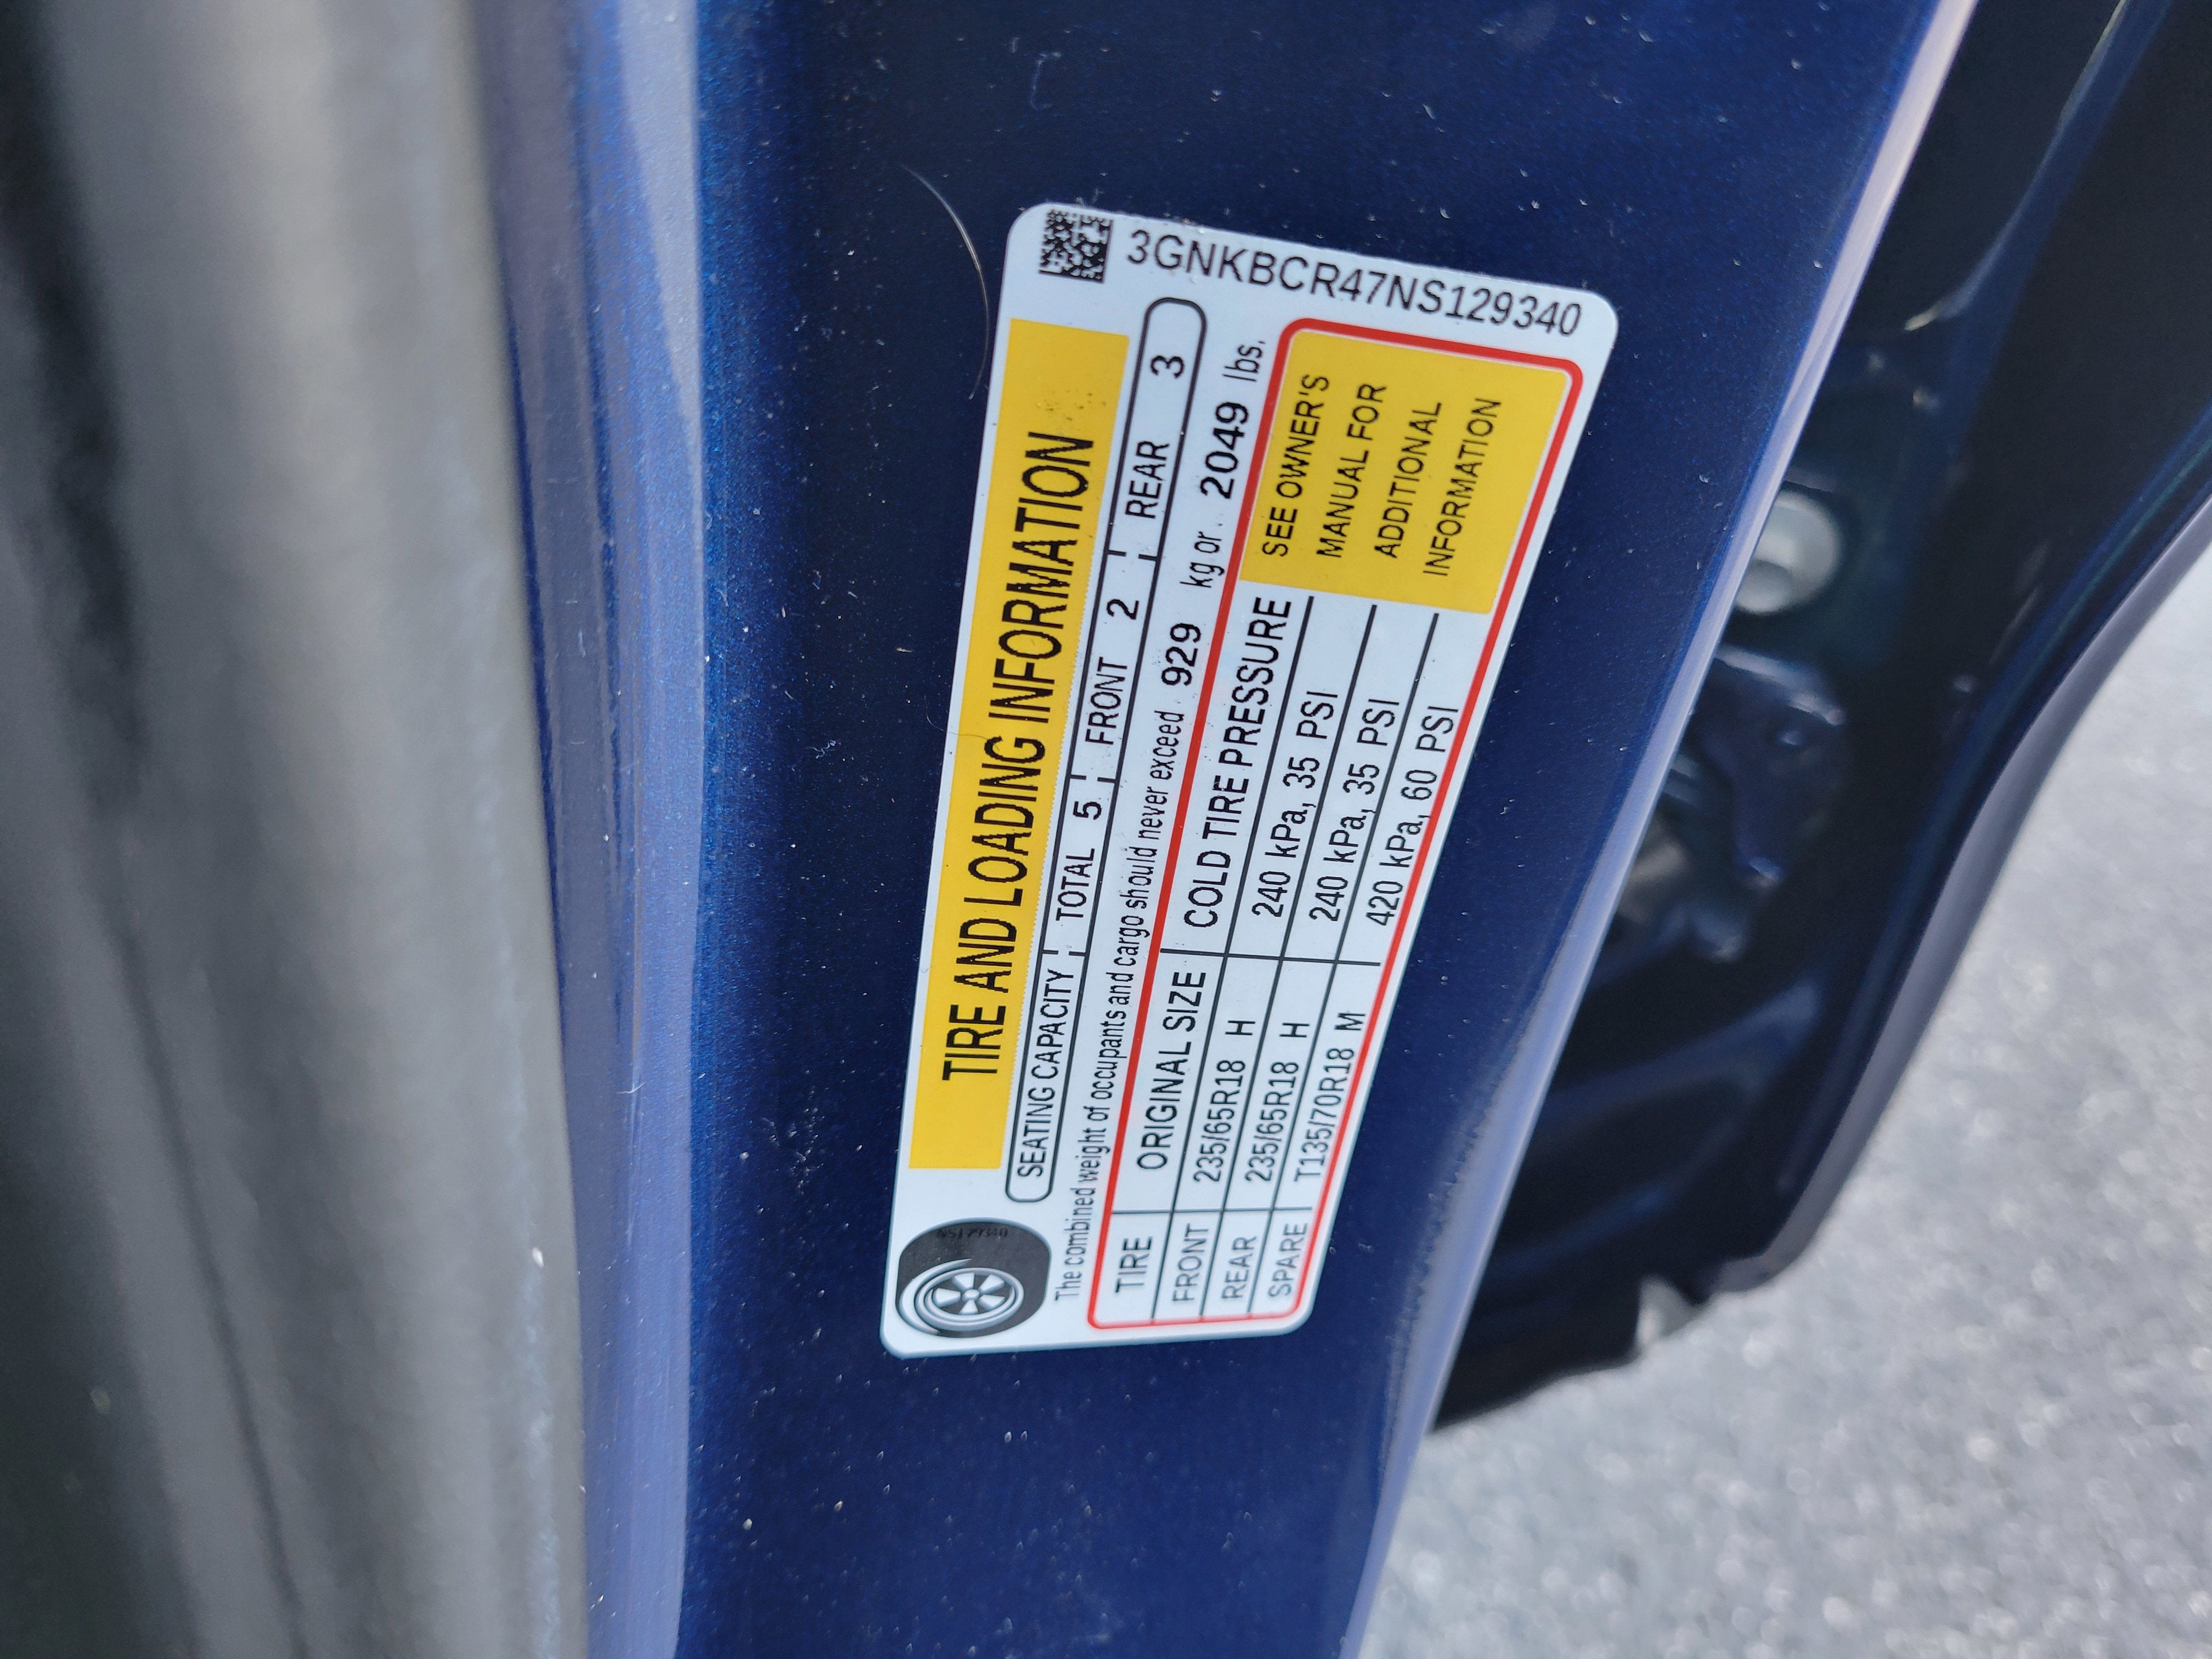 TIRE AND LOADING INFORMATION
SEATING CAPACITY TOTAL 5 FRONT 2 REAR 3
The combined weight of occupants and cargo should never exceed 929 kg or 2049 lbs.
TIRE ORIGINAL SIZE COLD TIRE PRESSURE
FRONT 235/65R18 H 240 kPa, 35 PSI
REAR 235/65R18 H 240 kPa, 35 PSI
SPARE T135/70R18 M 420 kPa, 60 PSI
SEE OWNER'S
MANUAL FOR
ADDITIONAL
INFORMATION
3GNKBCR47NS129340